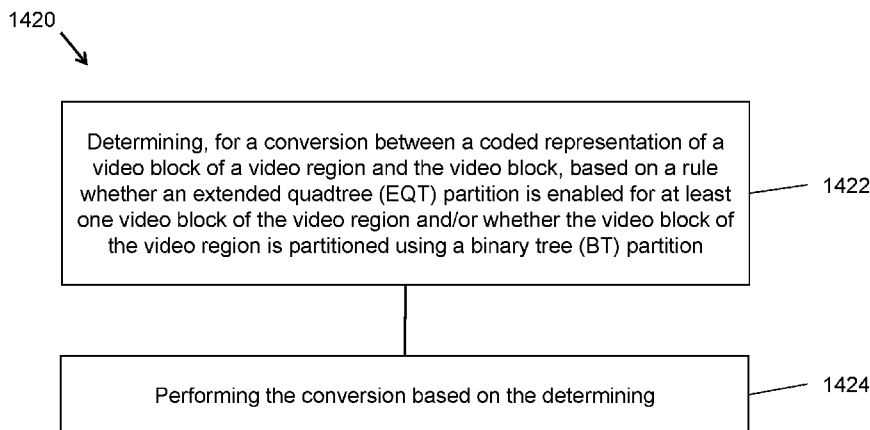 1420
Determining, for a conversion between a coded representation of a
video block of a video region and the video block, based on a rule
whether an extended quadtree (EQT) partition is enabled for at least
one video block of the video region and/or whether the video block of
the video region is partitioned using a binary tree (BT) partition
1422
Performing the conversion based on the determining
1424